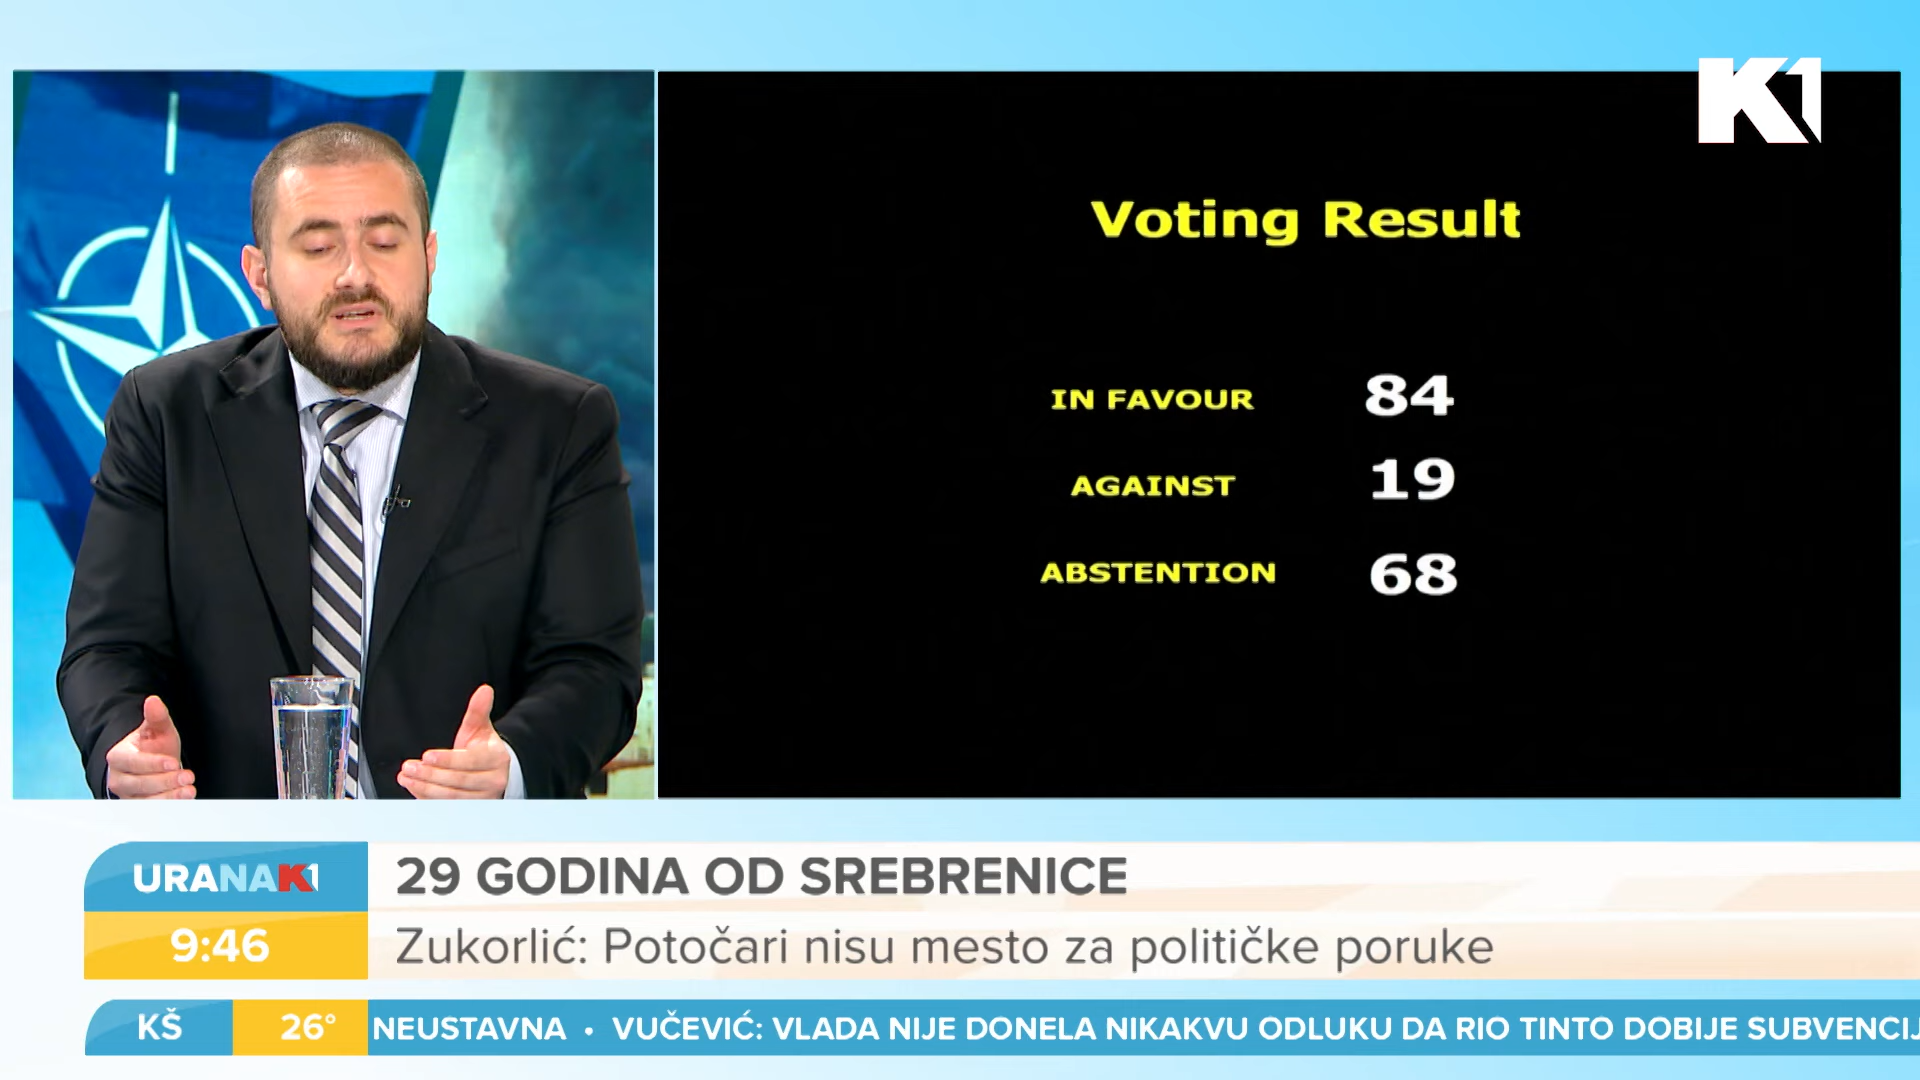 K1
Voting Result
IN FAVOUR 84
AGAINST 19
ABSTENTION 68
URANAK1
29 GODINA OD SREBRENICE
9:46
Zukorlić: Potočari nisu mesto za političke poruke
KŠ 26° NEUSTAVNA • VUČEVIĆ: VLADA NIJE DONELA NIKAKVU ODLUKU DA RIO TINTO DOBIJE